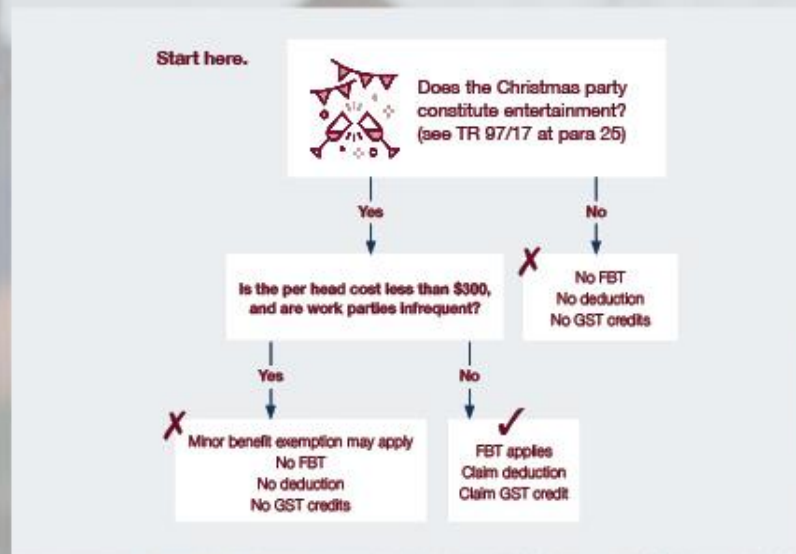 Start here.
Does the Christmas party
constitute entertainment?
(see TR 97/17 at para 25)
Yes
No
Is the per head cost less than $300,
and are work parties infrequent?
No FBT
No deduction
No GST credits
Yes
No
Minor benefit exemption may apply
No FBT
No deduction
No GST credits
FBT applies
Claim deduction
Claim GST credit